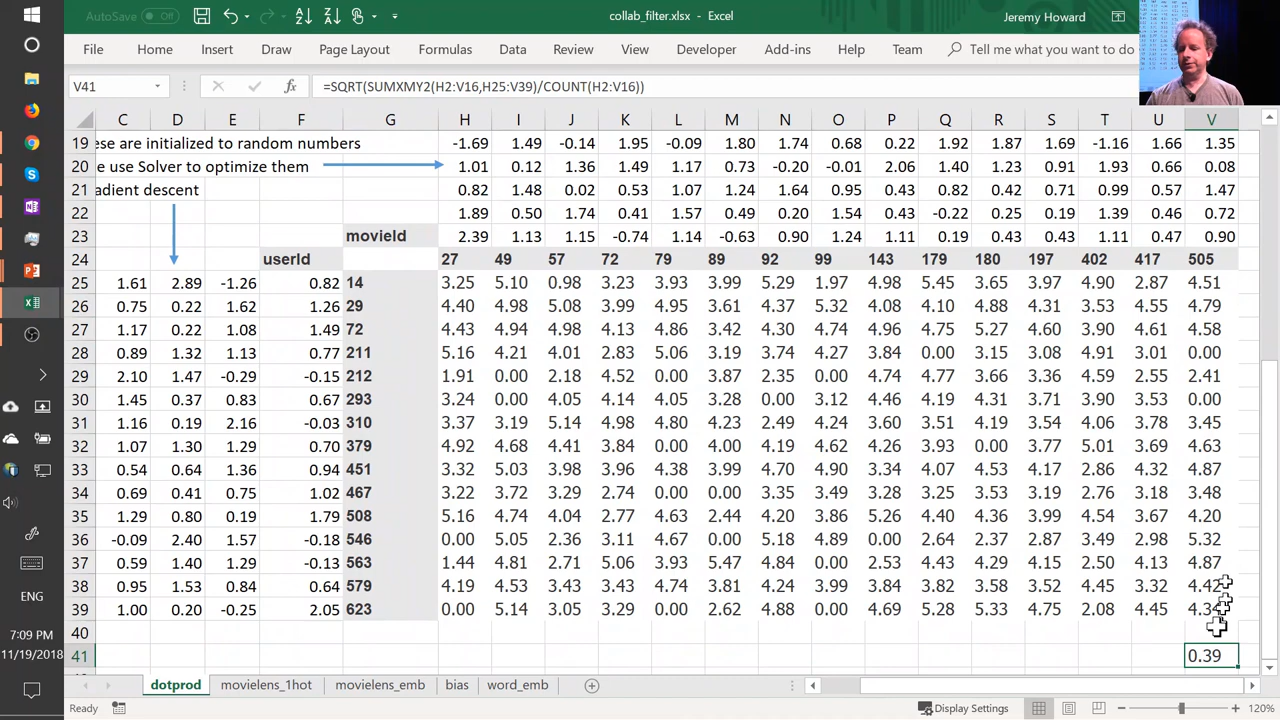 AutoSave Off collab_filter.xlsx - Excel Jeremy Howard
File Home Insert Draw Page Layout Formulas Data Review View Developer Add-ins Help Team Tell me what you want to do
V41 fx =SQRT(SUMXMY2(H2:V16,H25:V39)/COUNT(H2:V16))
C D E F G H I J K L M N O P Q R S T U V
19 ese are initialized to random numbers -1.69 1.49 -0.14 1.95 -0.09 1.80 1.74 0.68 0.22 1.92 1.87 1.69 -1.16 1.66 1.35
20 e use Solver to optimize them 1.01 0.12 1.36 1.49 1.17 0.73 -0.20 -0.01 2.06 1.40 1.23 0.91 1.93 0.66 0.08
21 adient descent 0.82 1.48 0.02 0.53 1.07 1.24 1.64 0.95 0.43 0.82 0.42 0.71 0.99 0.57 1.47
22 1.89 0.50 1.74 0.41 1.57 0.49 0.20 1.54 0.43 -0.22 0.25 0.19 1.39 0.46 0.72
23 movieId 2.39 1.13 1.15 -0.74 1.14 -0.63 0.90 1.24 1.11 0.19 0.43 0.43 1.11 0.47 0.90
24 userId 27 49 57 72 79 89 92 99 143 179 180 197 402 417 505
25 1.61 2.89 -1.26 0.82 14 3.25 5.10 0.98 3.23 3.93 3.99 5.29 1.97 4.98 5.45 3.65 3.97 4.90 2.87 4.51
26 0.75 0.22 1.62 1.26 29 4.40 4.98 5.08 3.99 4.95 3.61 4.37 5.32 4.08 4.10 4.88 4.31 3.53 4.55 4.79
27 1.17 0.22 1.08 1.49 72 4.43 4.94 4.98 4.13 4.86 3.42 4.30 4.74 4.96 4.75 5.27 4.60 3.90 4.61 4.58
28 0.89 1.32 1.13 0.77 211 5.16 4.21 4.01 2.83 5.06 3.19 3.74 4.27 3.84 0.00 3.15 3.08 4.91 3.01 0.00
29 2.10 1.47 -0.29 -0.15 212 1.91 0.00 2.18 4.52 0.00 3.87 2.35 0.00 4.74 4.77 3.66 3.36 4.59 2.55 2.41
30 1.45 0.37 0.83 0.67 293 3.24 0.00 4.05 3.94 4.05 3.28 0.00 3.12 4.46 4.19 4.31 3.71 3.90 3.53 0.00
31 1.16 0.19 2.16 -0.03 310 3.37 3.19 5.14 4.98 4.80 4.23 2.49 4.24 3.60 3.51 4.19 3.54 4.06 3.78 3.45
32 1.07 1.30 1.29 0.70 379 4.92 4.68 4.41 3.84 0.00 4.00 4.19 4.62 4.26 3.93 0.00 3.77 5.01 3.69 4.63
33 0.54 0.64 1.36 0.94 451 3.32 5.03 3.98 3.96 4.38 3.99 4.70 4.90 3.34 4.07 4.53 4.17 2.86 4.32 4.87
34 0.69 0.41 0.75 1.02 467 3.22 3.72 3.29 2.74 0.00 0.00 3.35 3.49 3.28 3.25 3.53 3.19 2.76 3.18 3.48
35 1.29 0.80 0.19 1.79 508 5.16 4.74 4.04 2.77 4.63 2.44 4.20 3.86 5.26 4.40 4.36 3.99 4.54 3.67 4.20
36 -0.09 2.40 1.57 -0.18 546 0.00 5.05 2.36 3.11 4.67 0.00 5.18 4.89 0.00 2.64 2.37 2.87 3.49 2.98 5.32
37 0.59 1.40 1.29 -0.13 563 1.44 4.81 2.71 5.06 3.93 5.47 4.84 0.00 2.53 4.43 4.29 4.15 2.50 4.13 4.87
38 0.95 1.53 0.84 0.64 579 4.19 4.53 3.43 3.43 4.74 3.81 4.24 3.99 3.84 3.82 3.58 3.52 4.45 3.32 4.42
39 1.00 0.20 -0.25 2.05 623 0.00 5.14 3.05 3.29 0.00 2.62 4.88 0.00 4.69 5.28 5.33 4.75 2.08 4.45 4.34
40
41 0.39
ENG
7:09 PM
11/19/2018
dotprod movielens_1hot movielens_emb bias word_emb
Ready Display Settings 120%